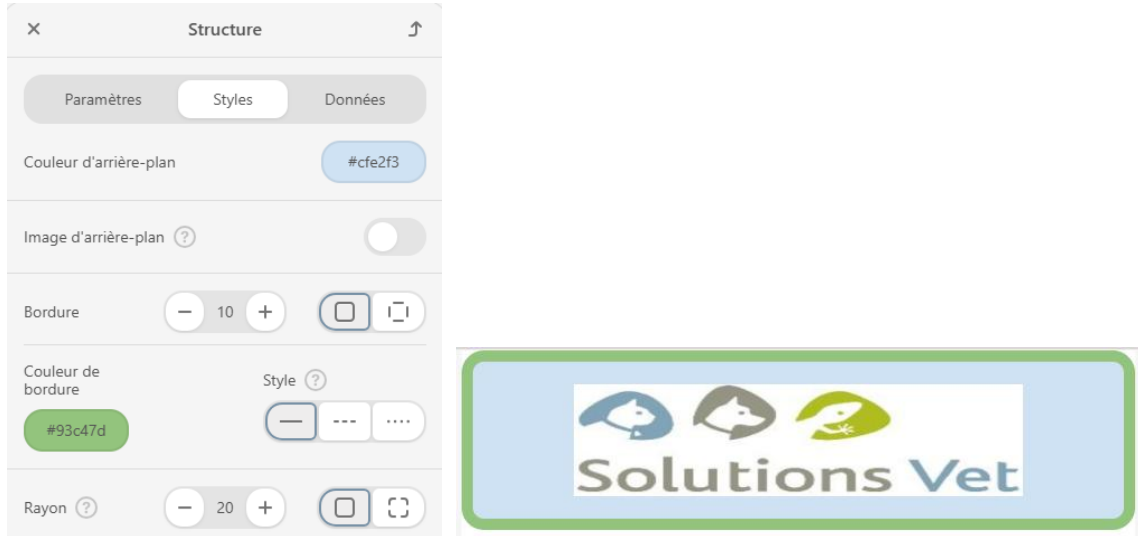 Structure
Paramètres Styles Données
Couleur d'arrière-plan #cfe2f3
Image d'arrière-plan ?
Bordure − 10 +
Couleur de
bordure
Style ?
#93c47d
Rayon ? − 20 +
Solutions Vet